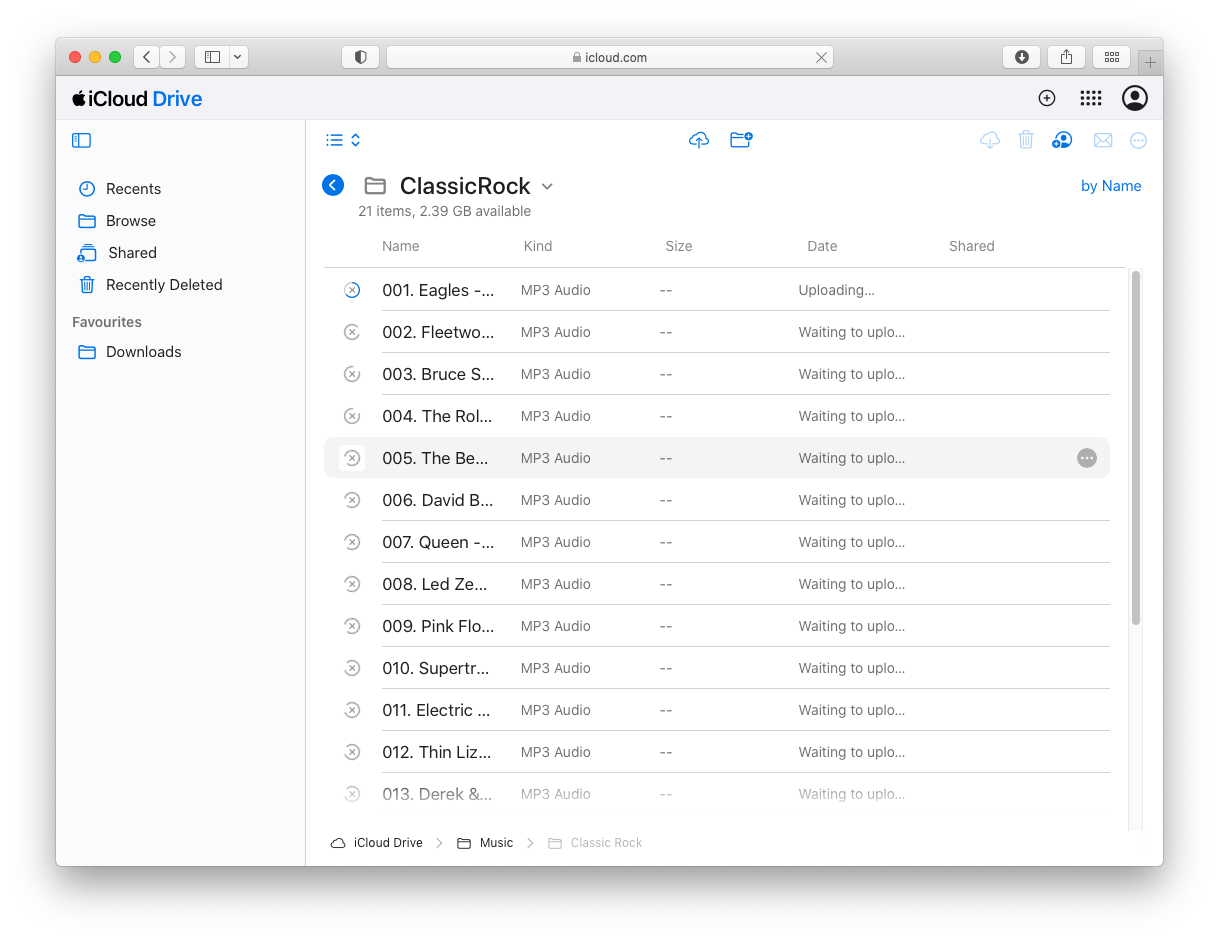 icloud.com
iCloud Drive
Recents
Browse
Shared
Recently Deleted
Favourites
Downloads
ClassicRock
by Name
21 items, 2.39 GB available
Name Kind Size Date Shared
001. Eagles -... MP3 Audio -- Uploading...
002. Fleetwo... MP3 Audio -- Waiting to uplo...
003. Bruce S... MP3 Audio -- Waiting to uplo...
004. The Rol... MP3 Audio -- Waiting to uplo...
005. The Be... MP3 Audio -- Waiting to uplo...
006. David B... MP3 Audio -- Waiting to uplo...
007. Queen -... MP3 Audio -- Waiting to uplo...
008. Led Ze... MP3 Audio -- Waiting to uplo...
009. Pink Flo... MP3 Audio -- Waiting to uplo...
010. Supertr... MP3 Audio -- Waiting to uplo...
011. Electric ... MP3 Audio -- Waiting to uplo...
012. Thin Liz... MP3 Audio -- Waiting to uplo...
013. Derek &... MP3 Audio -- Waiting to uplo...
iCloud Drive > Music > Classic Rock